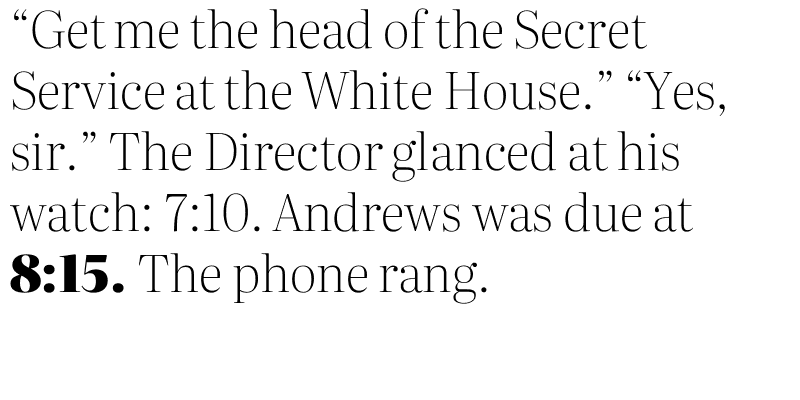 “Get me the head of the Secret
Service at the White House.” “Yes,
sir.” The Director glanced at his
watch: 7:10. Andrews was due at
8:15. The phone rang.